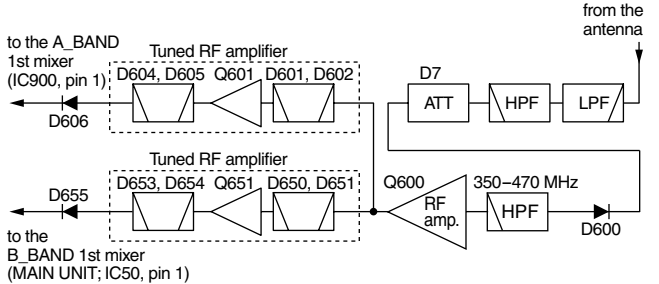 from the
antenna
to the A_BAND
1st mixer
(IC900, pin 1)
Tuned RF amplifier
D604, D605
Q601
D601, D602
D606
D7
ATT
HPF
LPF
Tuned RF amplifier
D655
D653, D654
Q651
D650, D651
Q600
RF
amp.
350–470 MHz
HPF
D600
to the
B_BAND 1st mixer
(MAIN UNIT; IC50, pin 1)